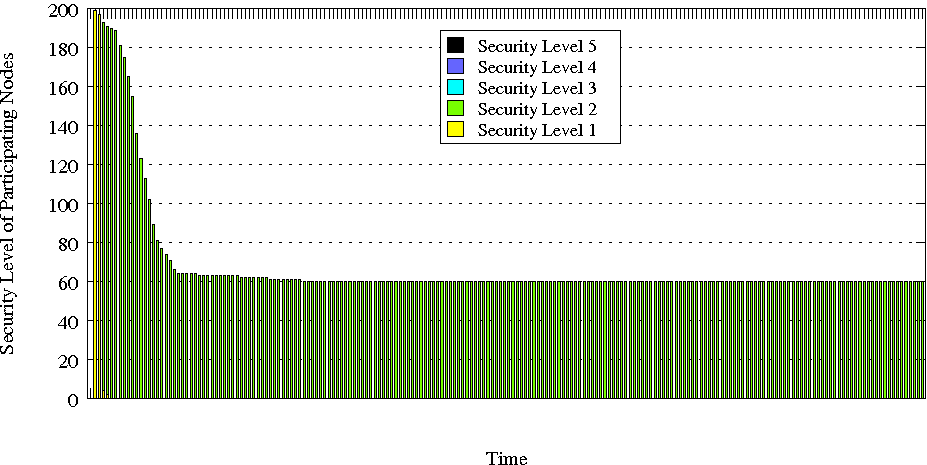 200
180
160
140
120
100
80
60
40
20
0
Security Level of Participating Nodes
Security Level 5
Security Level 4
Security Level 3
Security Level 2
Security Level 1
Time